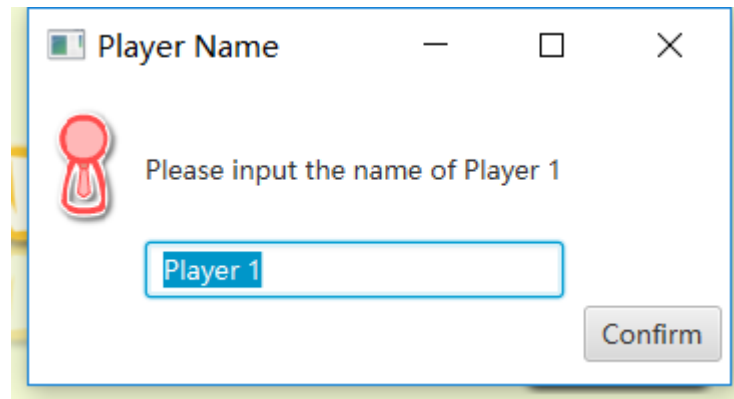 Player Name
Please input the name of Player 1
Player 1
Confirm